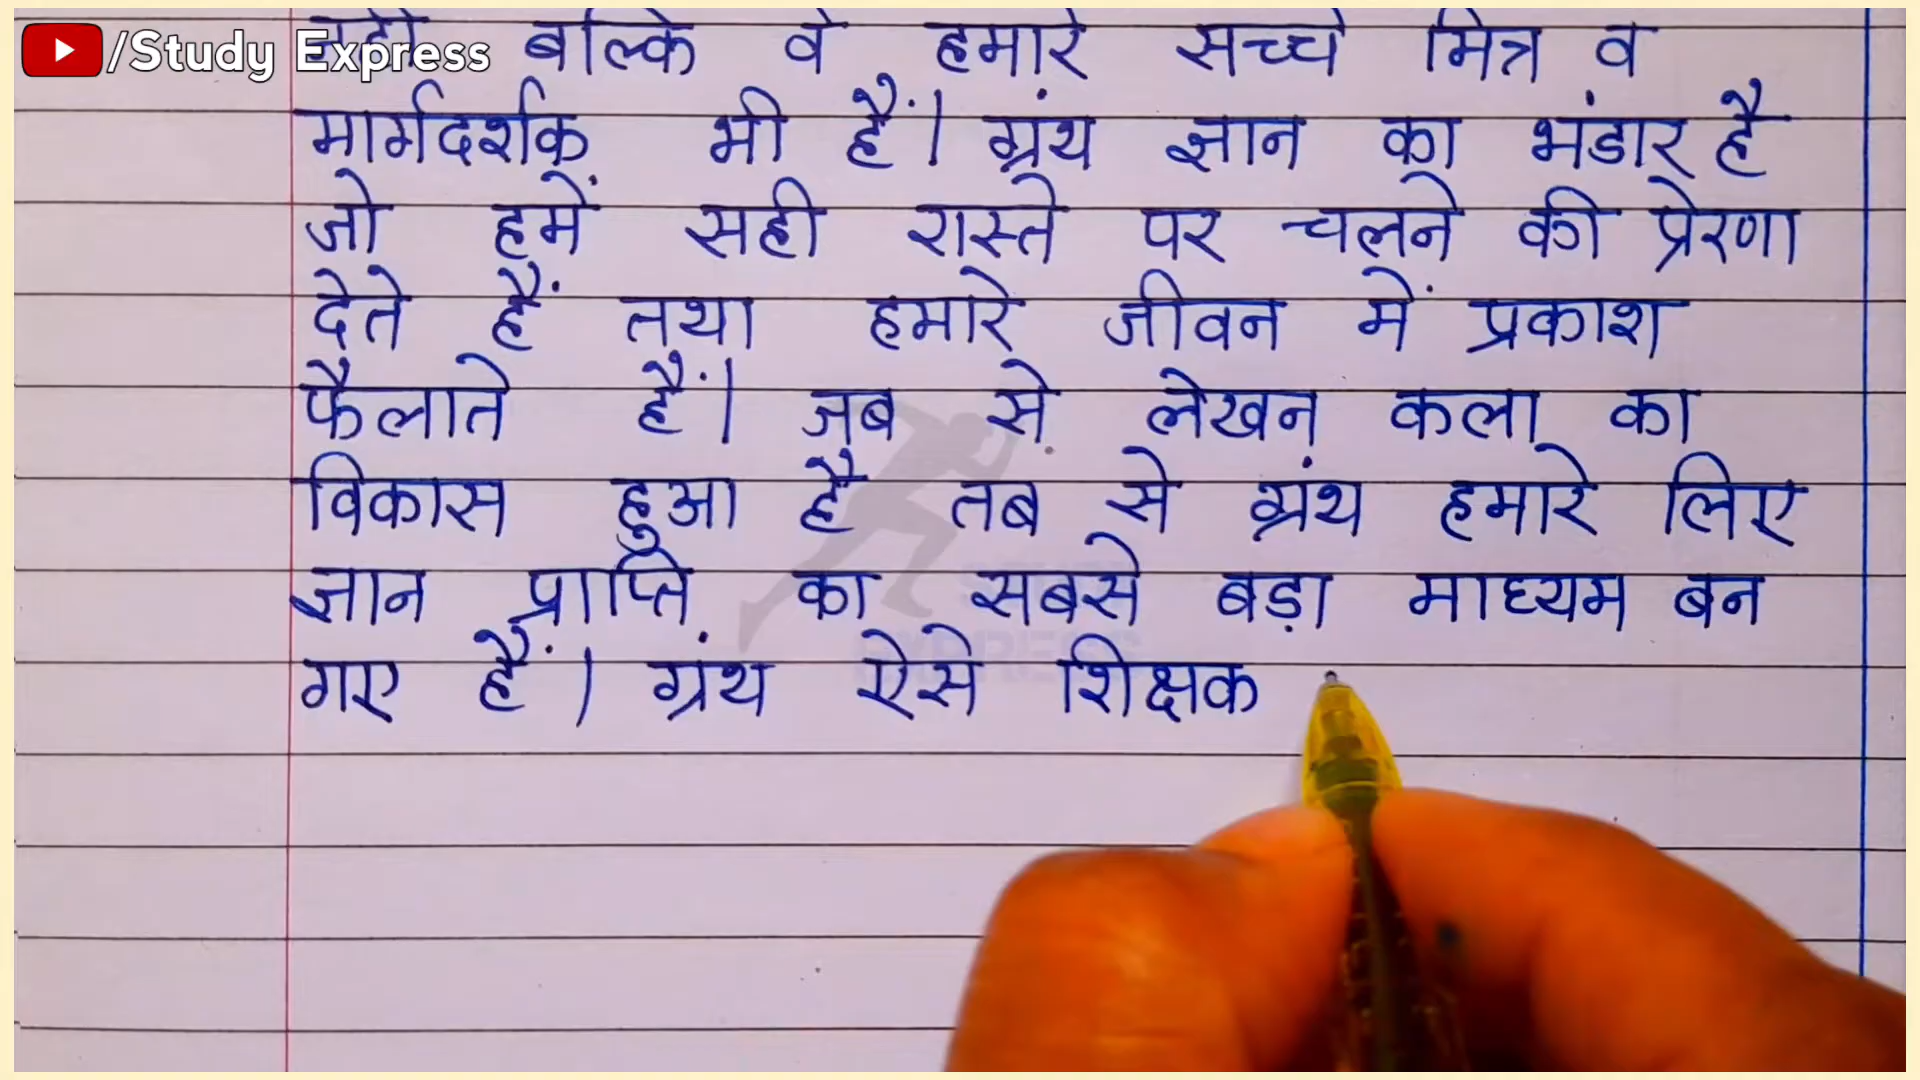 /Study Express
बल्कि वे हमारे सच्चे मित्र व
मार्गदर्शक भी हैं। ग्रंथ ज्ञान का भंडार है
जो हमें सही रास्ते पर चलने की प्रेरणा
देते हैं तथा हमारे जीवन में प्रकाश
फैलाते हैं। जब से लेखन कला का
विकास हुआ है तब से ग्रंथ हमारे लिए
ज्ञान प्राप्ति का सबसे बड़ा माध्यम बन
गए हैं। ग्रंथ ऐसे शिक्षक
EXPRESS